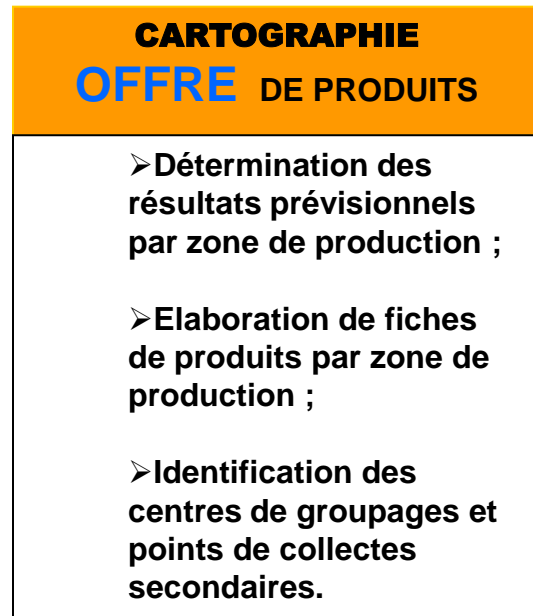 CARTOGRAPHIE
OFFRE DE PRODUITS
➢Détermination des
résultats prévisionnels
par zone de production ;
➢Elaboration de fiches
de produits par zone de
production ;
➢Identification des
centres de groupages et
points de collectes
secondaires.